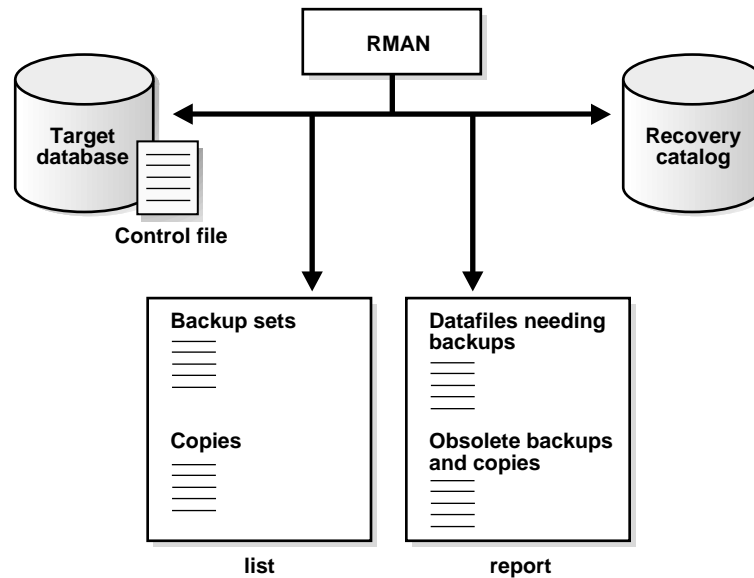 RMAN
Target
database
Recovery
catalog
Control file
Backup sets
Copies
Datafiles needing
backups
Obsolete backups
and copies
list
report